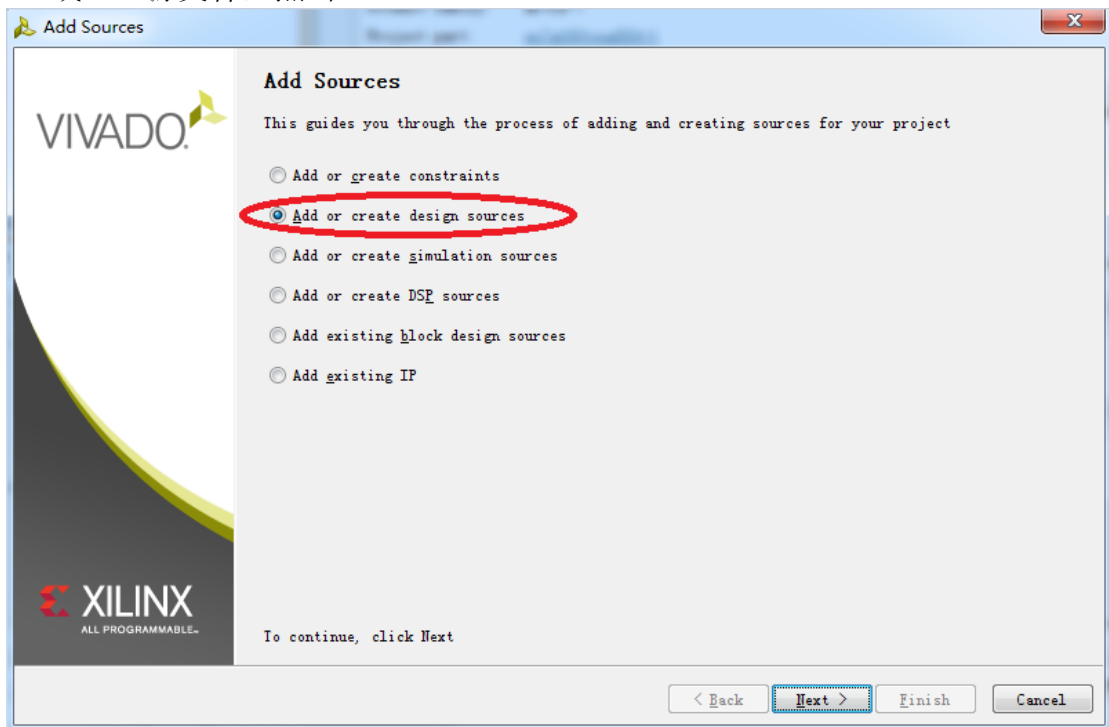 Add Sources
Add Sources
VIVADO.
This guides you through the process of adding and creating sources for your project
Add or create constraints
Add or create design sources
Add or create simulation sources
Add or create DSP sources
Add existing block design sources
Add existing IP
XILINX
ALL PROGRAMMABLE
To continue, click Next
< Back
Next >
Finish
Cancel